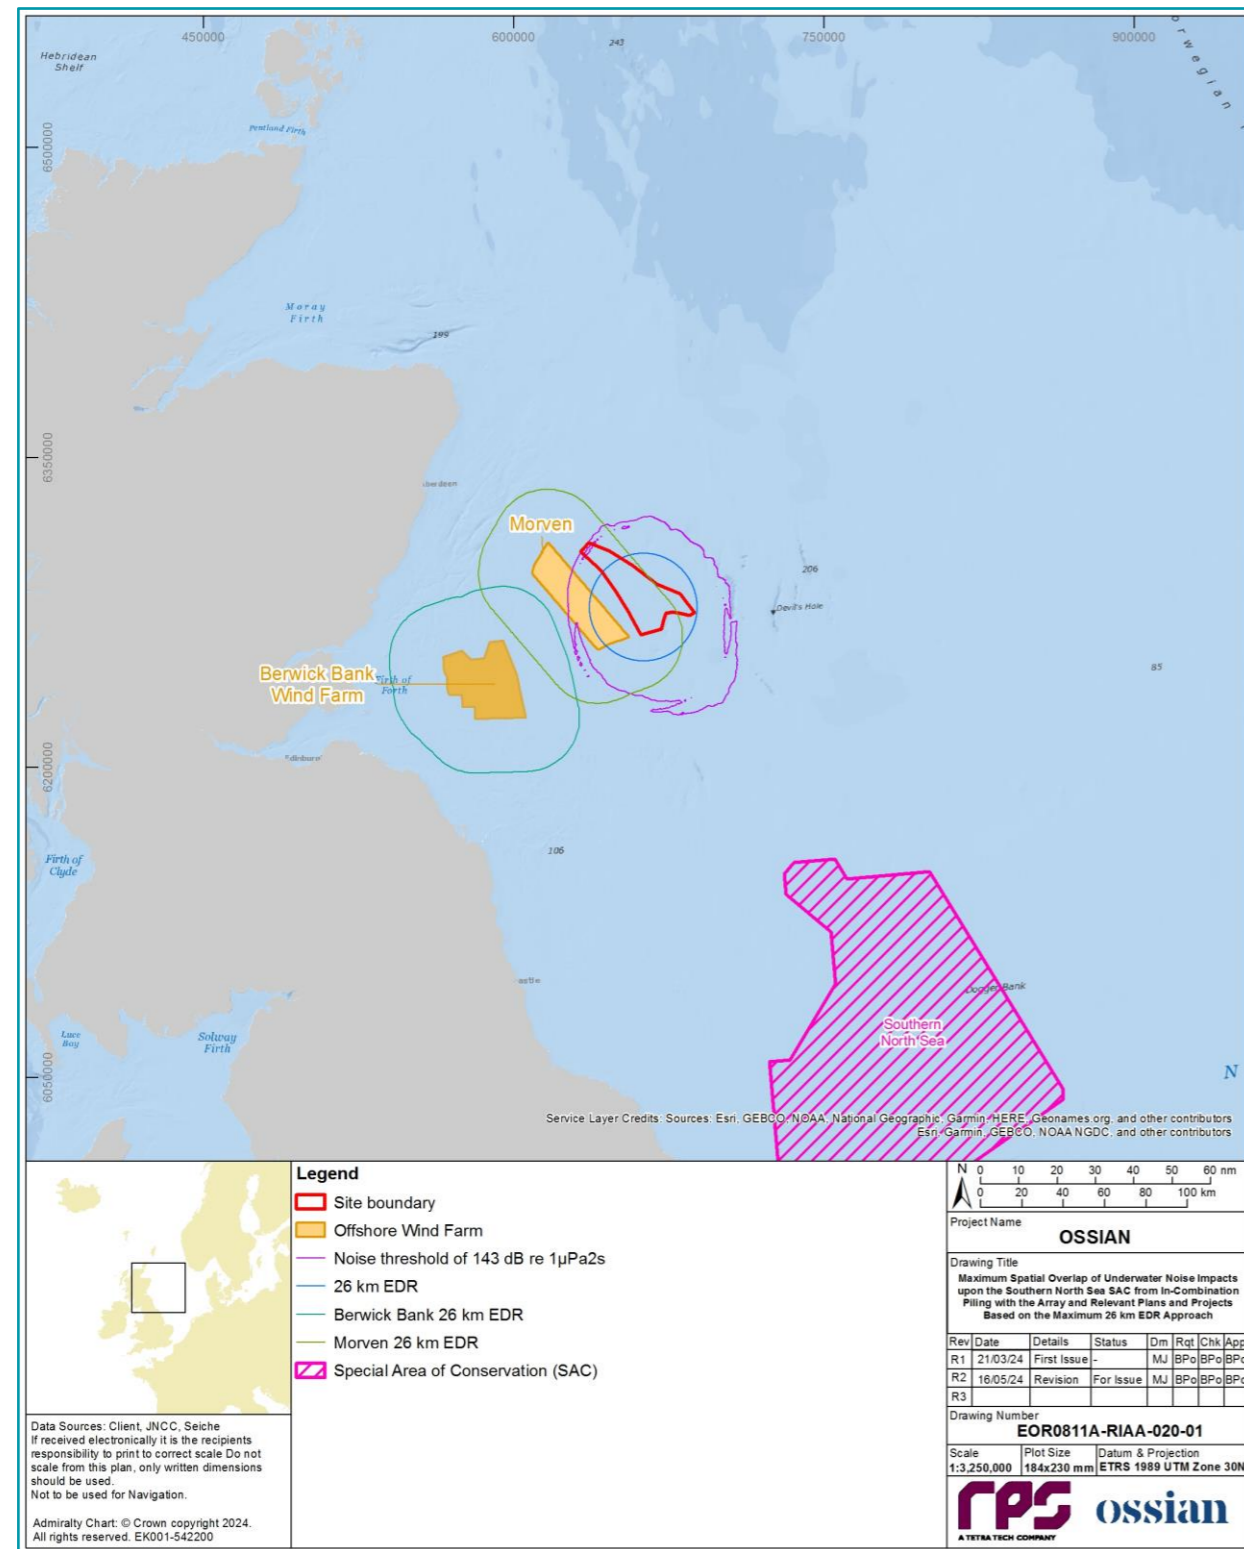 450000
600000
750000
900000
243
Hebridean
Shelf
orwegian
Pentland Firth
6500000
Moray
Firth
199
6350000
Morven
206
Devil's Hole
85
Berwick Bank
Wind Farm
Firth of
Forth
6200000
106
Firth of
Clyde
Dogger Bank
Southern
North Sea
Luce
Bay
Solway
Firth
6050000
N
Service Layer Credits: Sources: Esri, GEBCO, NOAA, National Geographic, Garmin, HERE, Geonames.org, and other contributors
Esri, Garmin, GEBCO, NOAA NGDC, and other contributors
Legend
Site boundary
Offshore Wind Farm
Noise threshold of 143 dB re 1µPa2s
26 km EDR
Berwick Bank 26 km EDR
Morven 26 km EDR
Special Area of Conservation (SAC)
Data Sources: Client, JNCC, Seiche
If received electronically it is the recipients
responsibility to print to correct scale Do not
scale from this plan, only written dimensions
should be used.
Not to be used for Navigation.
Admiralty Chart: © Crown copyright 2024.
All rights reserved. EK001-542200
N 0 10 20 30 40 50 60 nm
0 20 40 60 80 100 km
Project Name
OSSIAN
Drawing Title
Maximum Spatial Overlap of Underwater Noise Impacts
upon the Southern North Sea SAC from In-Combination
Piling with the Array and Relevant Plans and Projects
Based on the Maximum 26 km EDR Approach
Rev Date Details Status Dm Rqt Chk App
R1 21/03/24 First Issue - MJ BPo BPo BPo
R2 16/05/24 Revision For Issue MJ BPo BPo BPo
R3
Drawing Number
EOR0811A-RIAA-020-01
Scale Plot Size Datum & Projection
1:3,250,000 184x230 mm ETRS 1989 UTM Zone 30N
rps
A TETRA TECH COMPANY
ossian